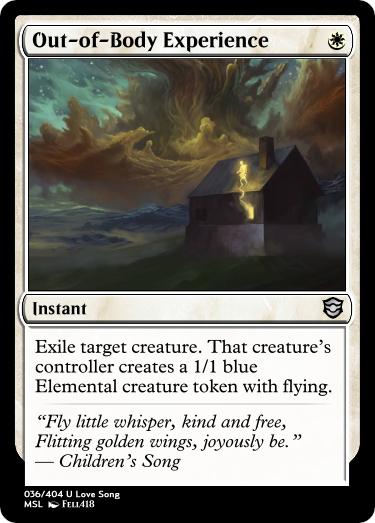 Out-of-Body Experience
Instant
Exile target creature. That creature's
controller creates a 1/1 blue
Elemental creature token with flying.
“Fly little whisper, kind and free,
Flitting golden wings, joyously be.”
— Children's Song
036/404 U Love Song
MSL Fell418